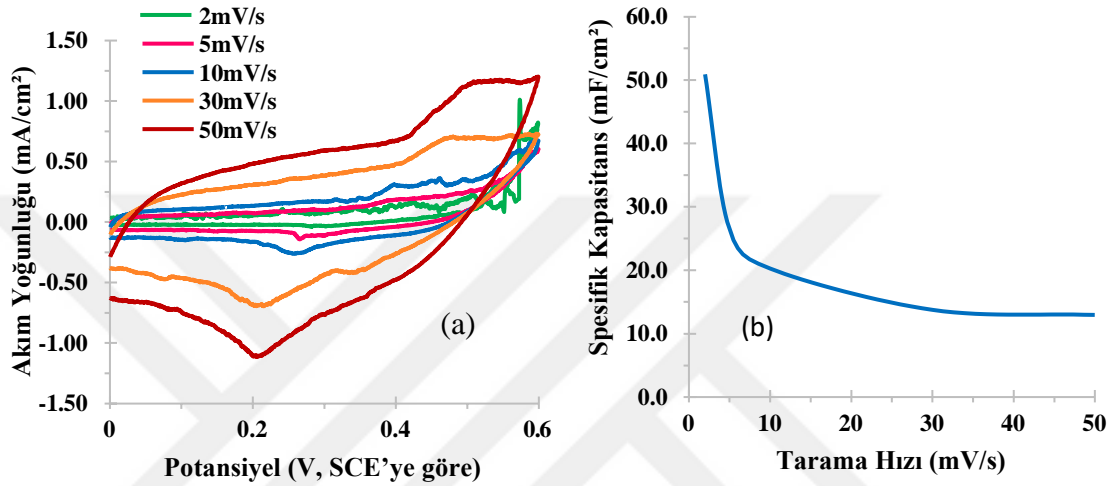 2mV/s
5mV/s
10mV/s
30mV/s
50mV/s
1.50
1.00
0.50
0.00
-0.50
-1.00
-1.50
0
0.2
0.4
0.6
Akım Yoğunluğu (mA/cm²)
Potansiyel (V, SCE’ye göre)
(a)
60.0
50.0
40.0
30.0
20.0
10.0
0.0
0
10
20
30
40
50
Spesifik Kapasitans (mF/cm²)
Tarama Hızı (mV/s)
(b)